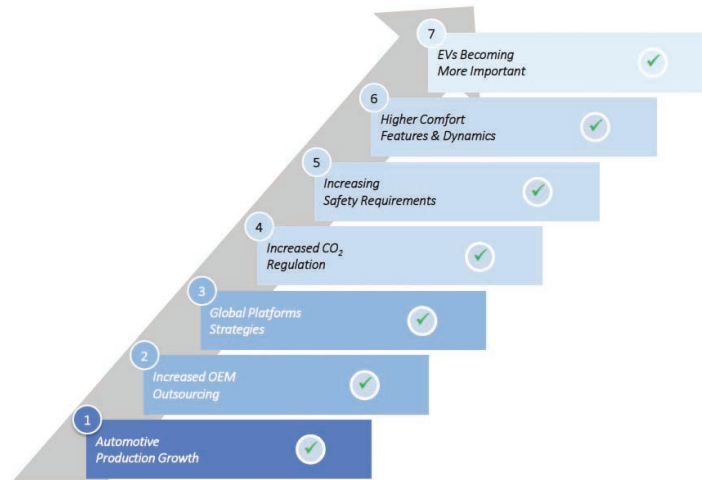 7
EVs Becoming
More Important
6
Higher Comfort
Features & Dynamics
5
Increasing
Safety Requirements
4
Increased CO₂
Regulation
3
Global Platforms
Strategies
2
Increased OEM
Outsourcing
1
Automotive
Production Growth